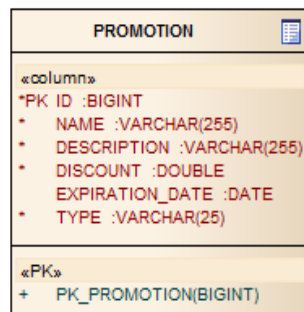 PROMOTION
«column»
*PK ID :BIGINT
* NAME :VARCHAR(255)
* DESCRIPTION :VARCHAR(255)
* DISCOUNT :DOUBLE
EXPIRATION_DATE :DATE
* TYPE :VARCHAR(25)
«PK»
+ PK_PROMOTION(BIGINT)